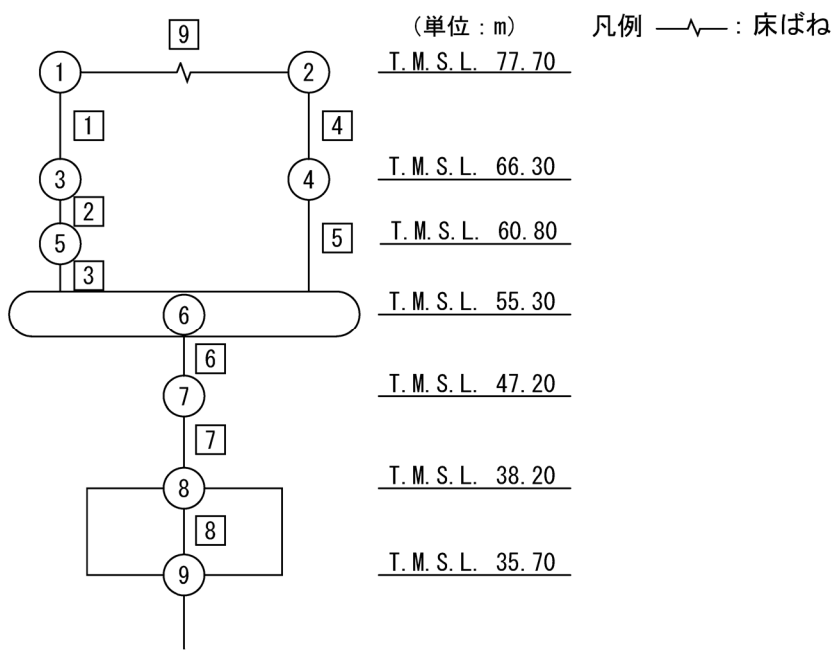 (単位:m)
凡例 : 床ばね
9
1 2 T.M.S.L. 77.70
1 4
3 4 T.M.S.L. 66.30
2
5 5 T.M.S.L. 60.80
3
6 T.M.S.L. 55.30
6
7 T.M.S.L. 47.20
7
8 T.M.S.L. 38.20
8
9 T.M.S.L. 35.70